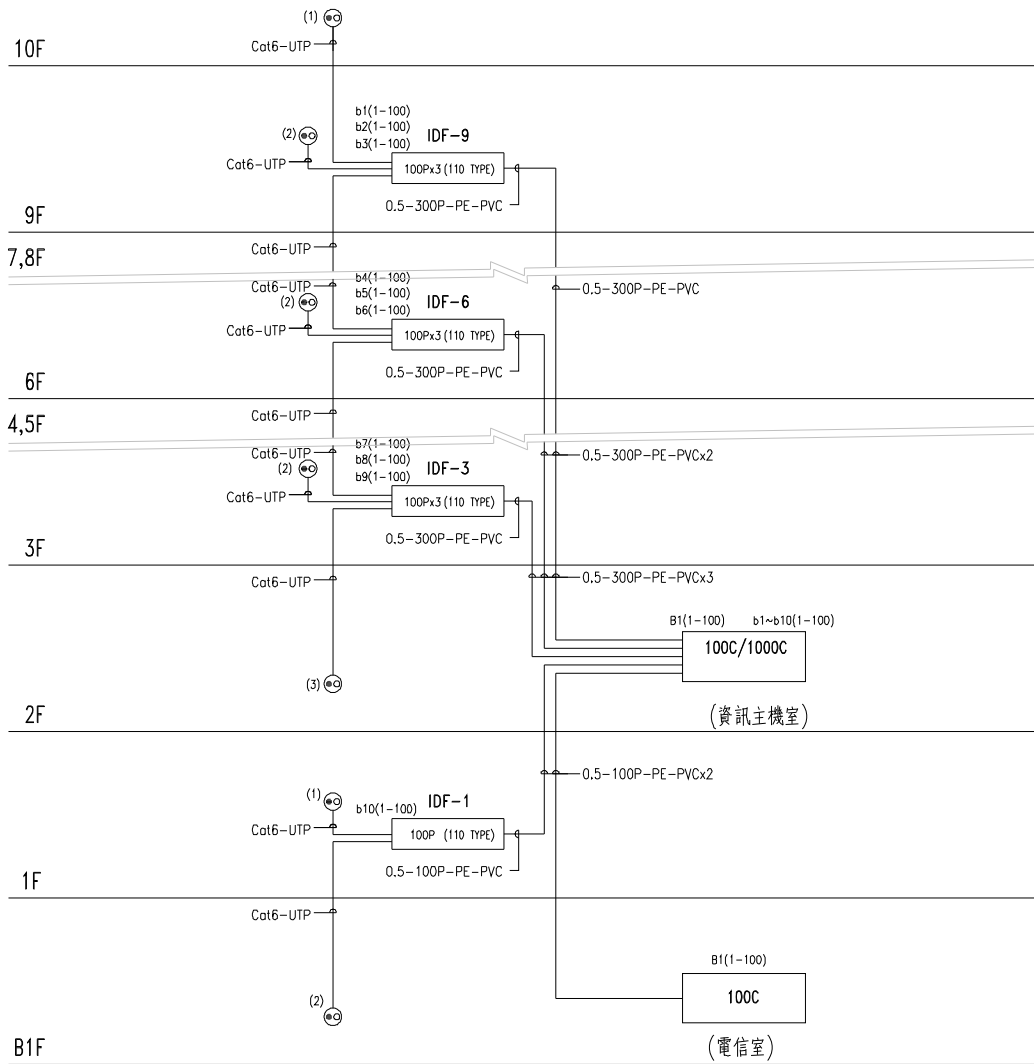 (1)
Cat6-UTP
10F
b1(1-100)
b2(1-100)
b3(1-100)
IDF-9
(2)
Cat6-UTP
100Px3 (110 TYPE)
0.5-300P-PE-PVC
9F
7,8F
Cat6-UTP
Cat6-UTP
b4(1-100)
b5(1-100)
b6(1-100)
0.5-300P-PE-PVC
(2)
IDF-6
Cat6-UTP
100Px3 (110 TYPE)
0.5-300P-PE-PVC
6F
4,5F
Cat6-UTP
Cat6-UTP
b7(1-100)
b8(1-100)
b9(1-100)
0.5-300P-PE-PVCx2
(2)
IDF-3
Cat6-UTP
100Px3 (110 TYPE)
0.5-300P-PE-PVC
3F
Cat6-UTP
0.5-300P-PE-PVCx3
B1(1-100) b1~b10(1-100)
100C/1000C
(3)
2F
(資訊主機室)
0.5-100P-PE-PVCx2
(1)
b10(1-100)
IDF-1
Cat6-UTP
100P (110 TYPE)
0.5-100P-PE-PVC
1F
Cat6-UTP
B1(1-100)
100C
(2)
(電信室)
B1F